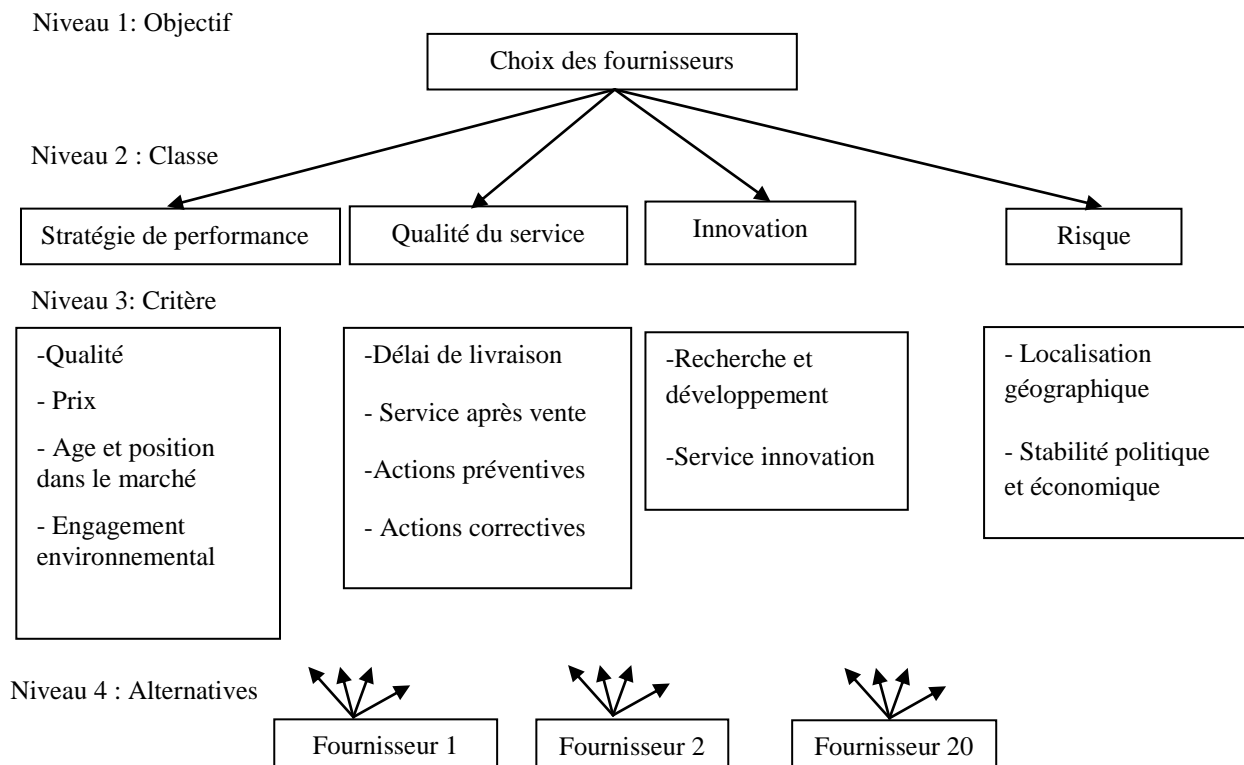 Niveau 1: Objectif
Choix des fournisseurs
Niveau 2 : Classe
Stratégie de performance
Qualité du service
Innovation
Risque
Niveau 3: Critère
-Qualité
- Prix
- Age et position
dans le marché
- Engagement
environnemental
-Délai de livraison
- Service après vente
-Actions préventives
- Actions correctives
-Recherche et
développement
-Service innovation
- Localisation
géographique
- Stabilité politique
et économique
Niveau 4 : Alternatives
Fournisseur 1
Fournisseur 2
Fournisseur 20